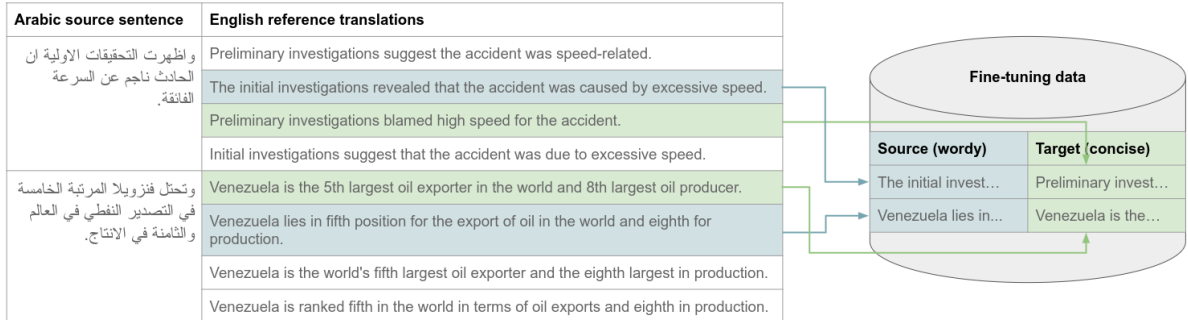 Arabic source sentence
English reference translations
واظهرت التحقيقات الاولية ان
الحادث ناجم عن السرعة
الفائقة.
Preliminary investigations suggest the accident was speed-related.
The initial investigations revealed that the accident was caused by excessive speed.
Preliminary investigations blamed high speed for the accident.
Initial investigations suggest that the accident was due to excessive speed.
وتحتل فنزويلا المرتبة الخامسة
في التصدير النفطي في العالم
والثامنة في الانتاج.
Venezuela is the 5th largest oil exporter in the world and 8th largest oil producer.
Venezuela lies in fifth position for the export of oil in the world and eighth for
production.
Venezuela is the world's fifth largest oil exporter and the eighth largest in production.
Venezuela is ranked fifth in the world in terms of oil exports and eighth in production.
Fine-tuning data
Source (wordy)
Target (concise)
The initial invest...
Preliminary invest...
Venezuela lies in...
Venezuela is the...